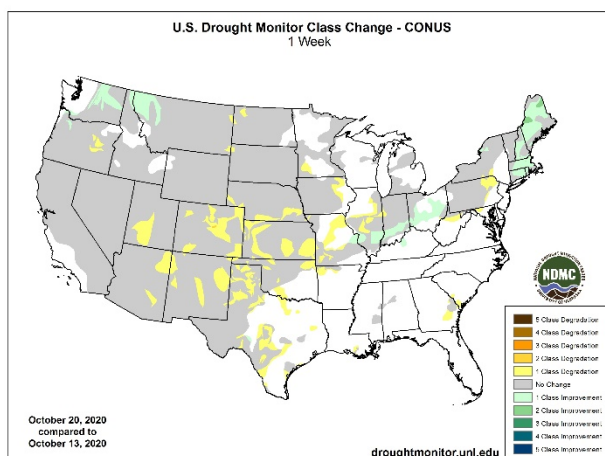 U.S. Drought Monitor Class Change - CONUS
1 Week
NDMC
5 Class Degradation
4 Class Degradation
3 Class Degradation
2 Class Degradation
1 Class Degradation
No Change
1 Class Improvement
2 Class Improvement
3 Class Improvement
4 Class Improvement
5 Class Improvement
October 20, 2020
compared to
October 13, 2020
droughtmonitor.unl.edu